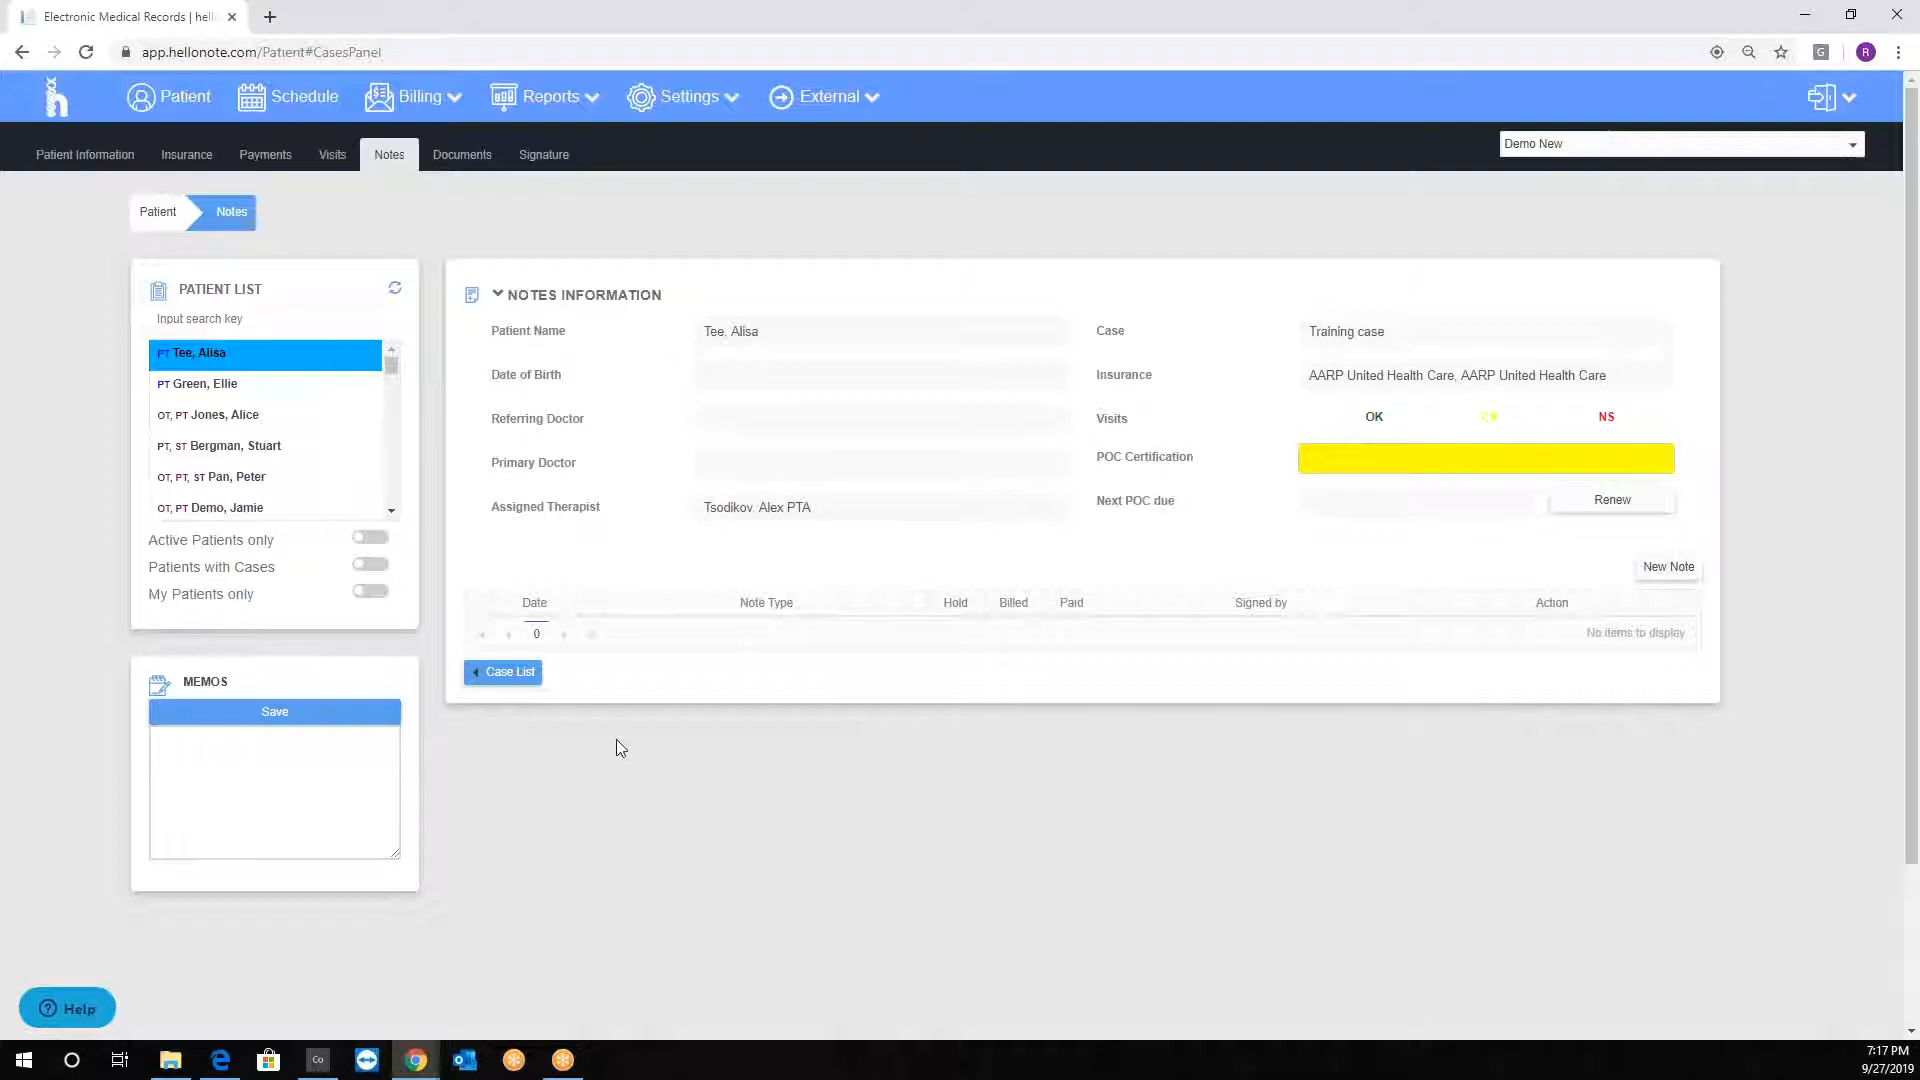 Electronic Medical Records | hell
app.hellonote.com/Patient#CasesPanel
G
R
h
Patient
Schedule
Billing
Reports
Settings
External
Patient Information
Insurance
Payments
Visits
Notes
Documents
Signature
Demo New
Patient
Notes
PATIENT LIST
Input search key
PT Tee, Alisa
PT Green, Ellie
OT, PT Jones, Alice
PT, ST Bergman, Stuart
OT, PT, ST Pan, Peter
OT, PT Demo, Jamie
Active Patients only
Patients with Cases
My Patients only
MEMOS
Save
NOTES INFORMATION
Patient Name
Tee, Alisa
Date of Birth
Referring Doctor
Primary Doctor
Assigned Therapist
Tsodikov, Alex PTA
Case
Training case
Insurance
AARP United Health Care, AARP United Health Care
Visits
OK
NS
POC Certification
Next POC due
Renew
New Note
Date
Note Type
Hold
Billed
Paid
Signed by
Action
0
No items to display
Case List
Help
Co
7:17 PM
9/27/2019